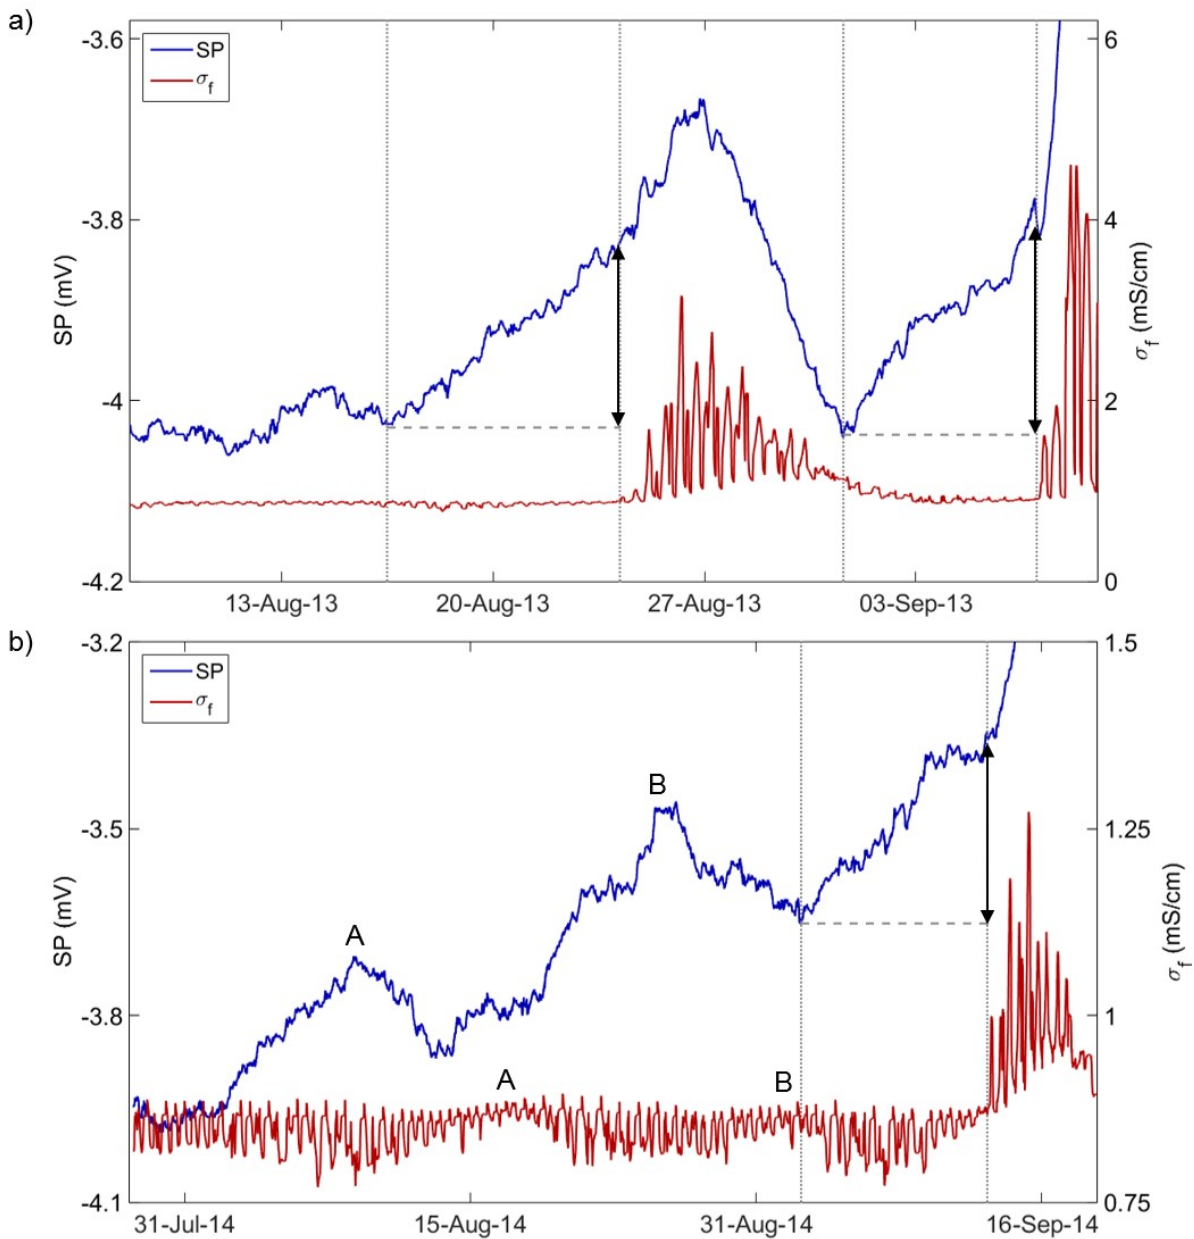 a)
-3.6
-3.8
-4
-4.2
SP (mV)
SP
σf
6
4
2
0
σf (mS/cm)
13-Aug-13
20-Aug-13
27-Aug-13
03-Sep-13
b)
-3.2
-3.5
-3.8
-4.1
SP (mV)
SP
σf
A
B
A
B
1.5
1.25
1
0.75
σf (mS/cm)
31-Jul-14
15-Aug-14
31-Aug-14
16-Sep-14